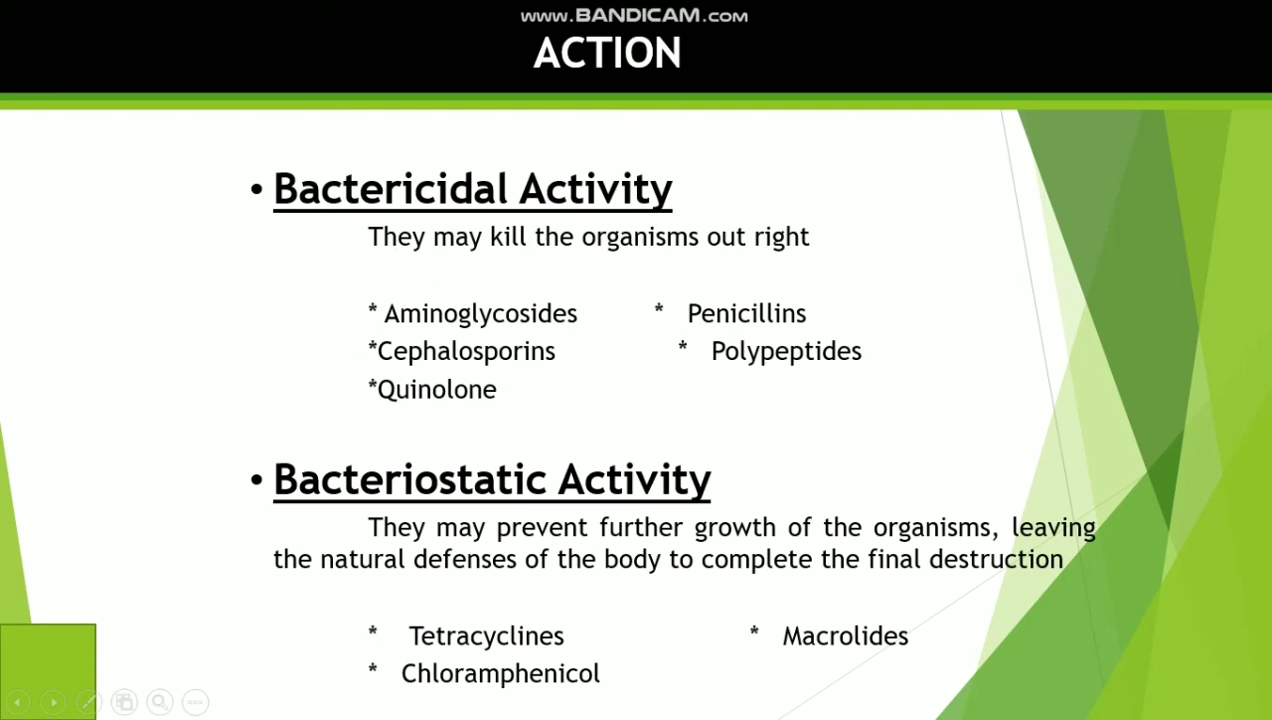 www.BANDICAM.com
ACTION
• Bactericidal Activity
They may kill the organisms out right
* Aminoglycosides * Penicillins
*Cephalosporins * Polypeptides
*Quinolone
• Bacteriostatic Activity
They may prevent further growth of the organisms, leaving
the natural defenses of the body to complete the final destruction
* Tetracyclines * Macrolides
* Chloramphenicol